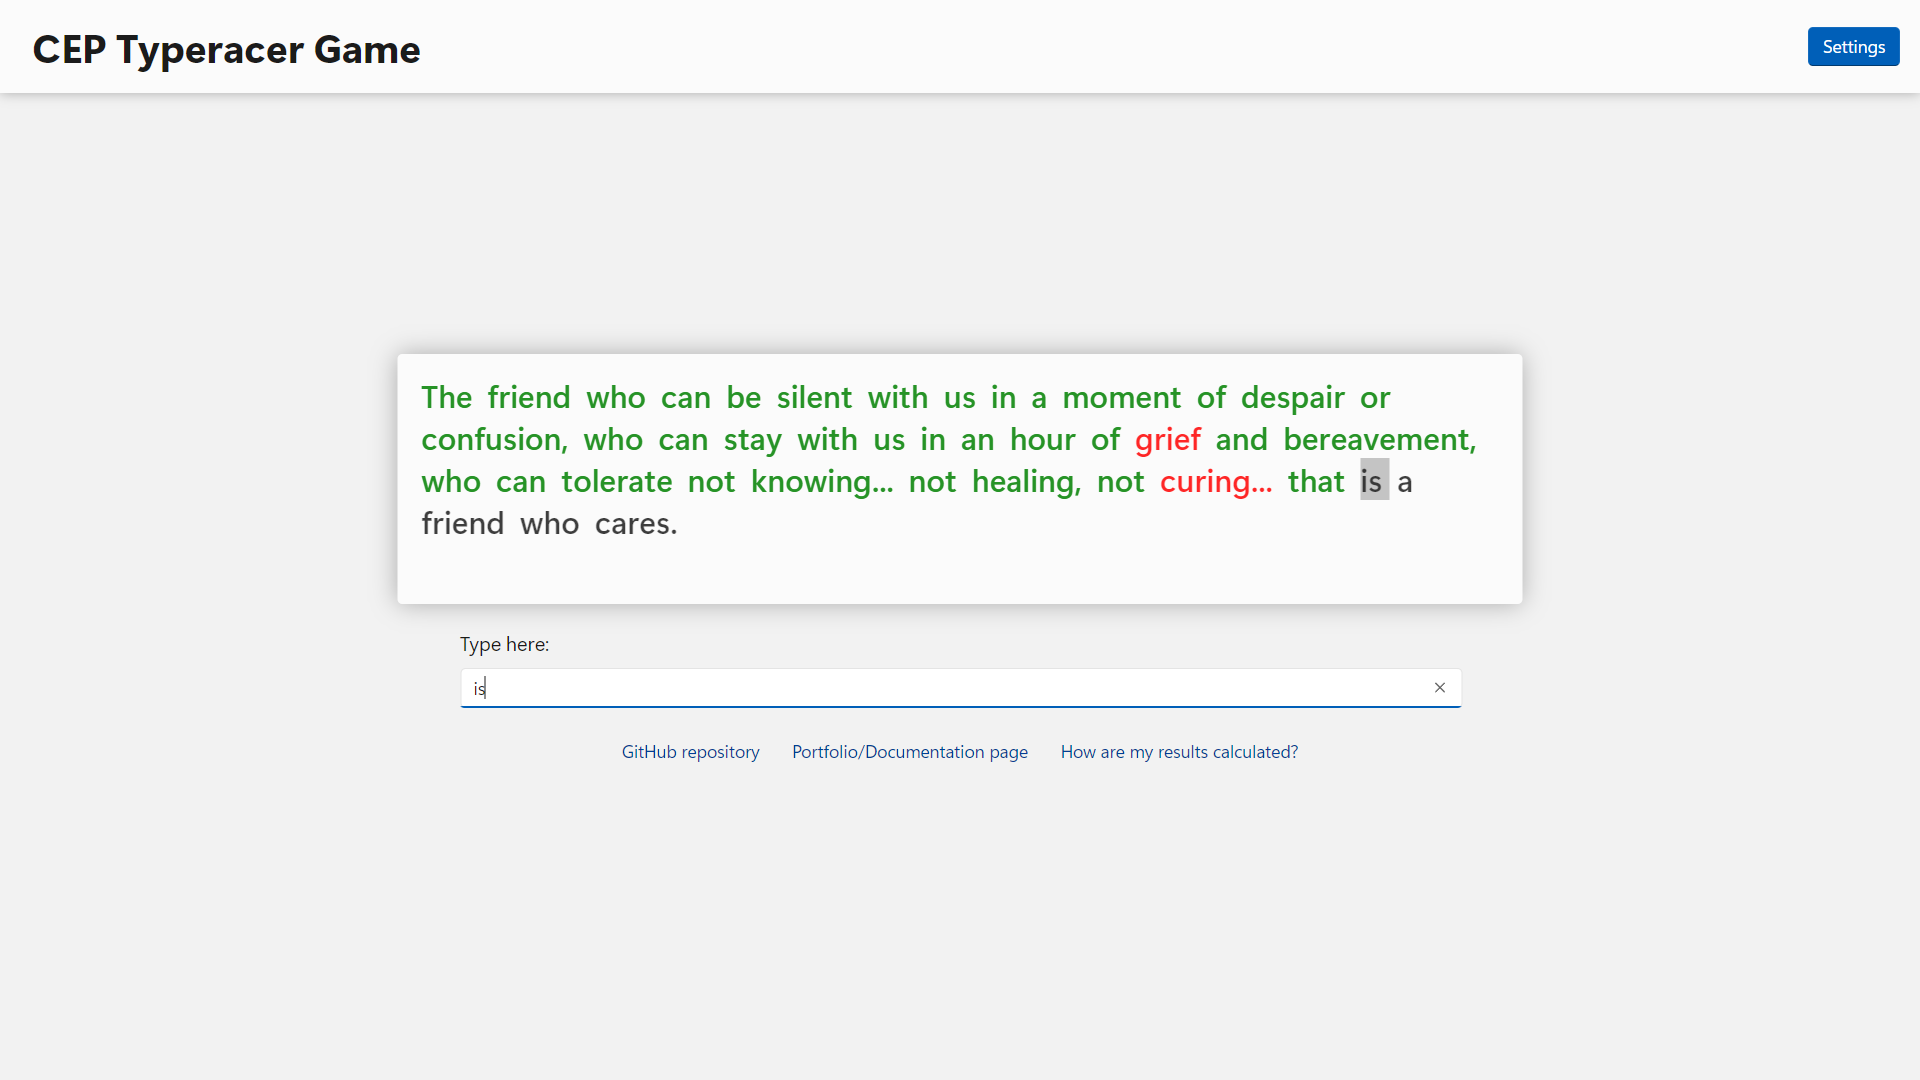 CEP Typeracer Game
Settings
The friend who can be silent with us in a moment of despair or
confusion, who can stay with us in an hour of grief and bereavement,
who can tolerate not knowing... not healing, not curing... that is a
friend who cares.
Type here:
is
GitHub repository Portfolio/Documentation page How are my results calculated?